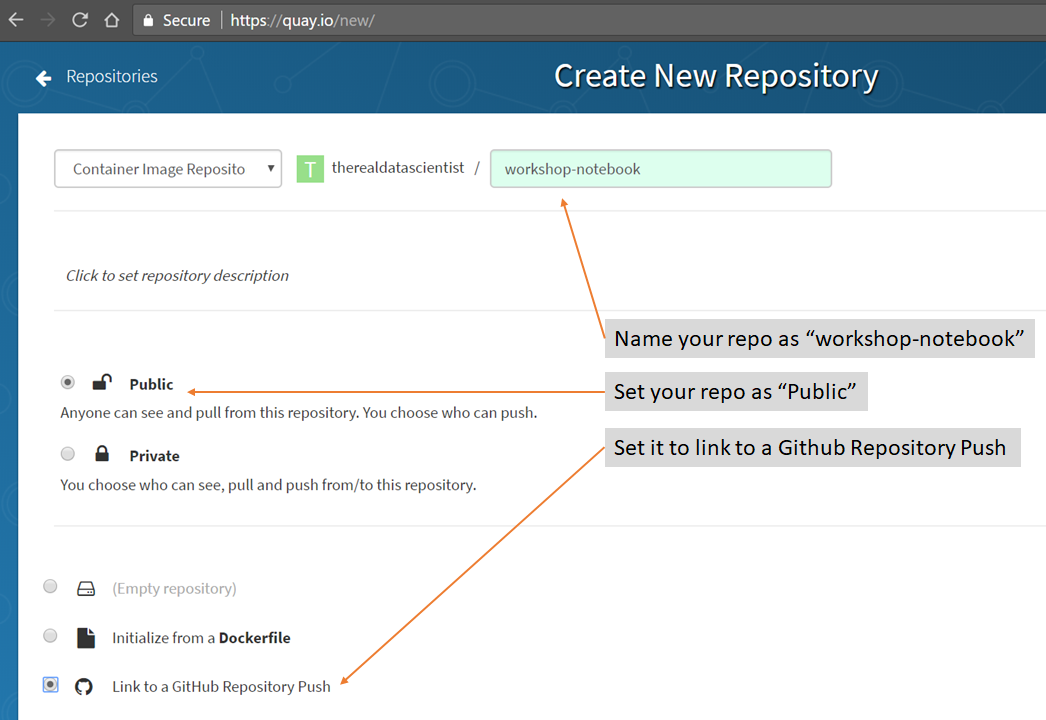 Secure https://quay.io/new/
Repositories
Create New Repository
Container Image Reposito
T therealdatascientist / workshop-notebook
Click to set repository description
Name your repo as “workshop-notebook”
Public
Set your repo as “Public”
Anyone can see and pull from this repository. You choose who can push.
Set it to link to a Github Repository Push
Private
You choose who can see, pull and push from/to this repository.
(Empty repository)
Initialize from a Dockerfile
Link to a GitHub Repository Push